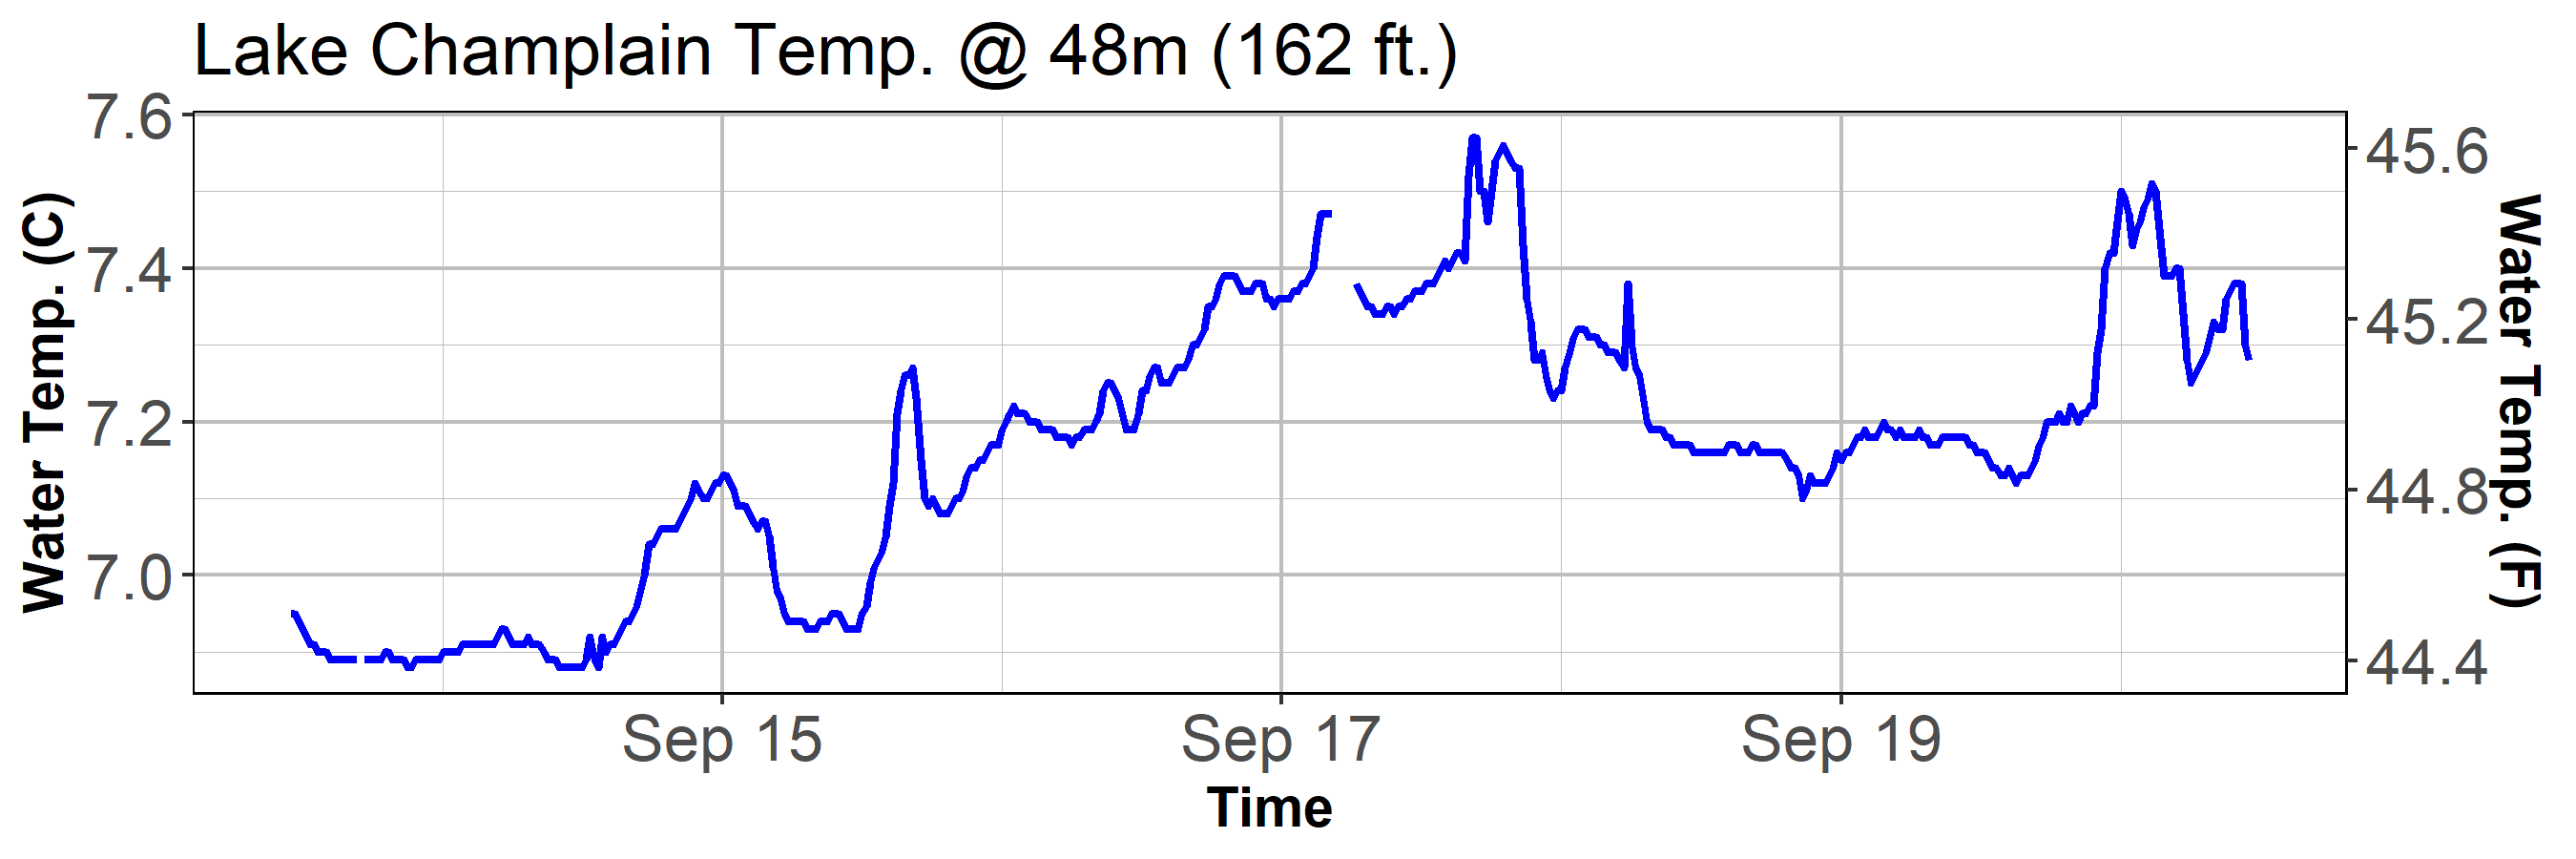 Lake Champlain Temp. @ 48m (162 ft.)
Water Temp. (C)
7.6
7.4
7.2
7.0
45.6
45.2
44.8
44.4
Water Temp. (F)
Sep 15
Sep 17
Sep 19
Time